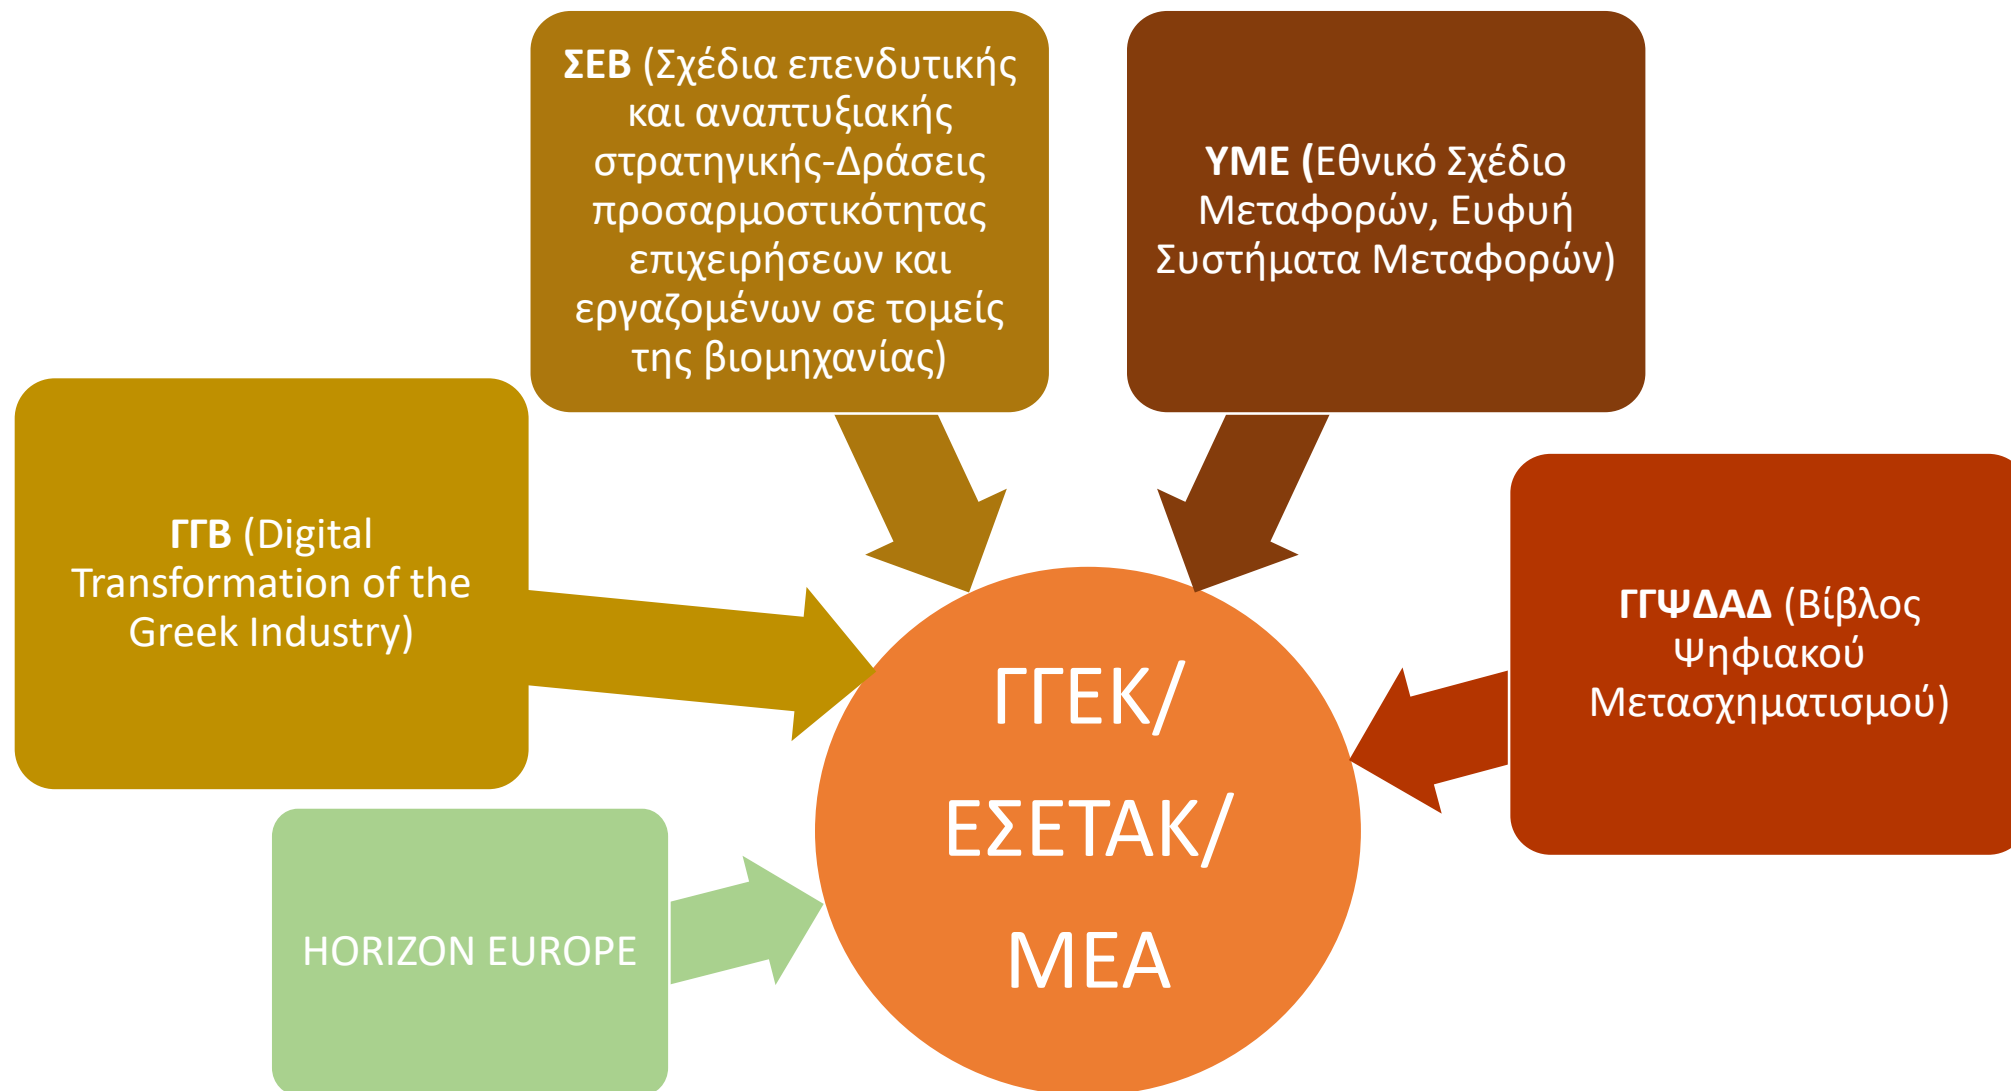 ΣΕΒ (Σχέδια επενδυτικής
και αναπτυξιακής
στρατηγικής-Δράσεις
προσαρμοστικότητας
επιχειρήσεων και
εργαζομένων σε τομείς
της βιομηχανίας)
ΥΜΕ (Εθνικό Σχέδιο
Μεταφορών, Ευφυή
Συστήματα Μεταφορών)
ΓΓΒ (Digital
Transformation of the
Greek Industry)
ΓΓΨΔΑΔ (Βίβλος
Ψηφιακού
Μετασχηματισμού)
HORIZON EUROPE
ΓΓΕΚ/
ΕΣΕΤΑΚ/
ΜΕΑ